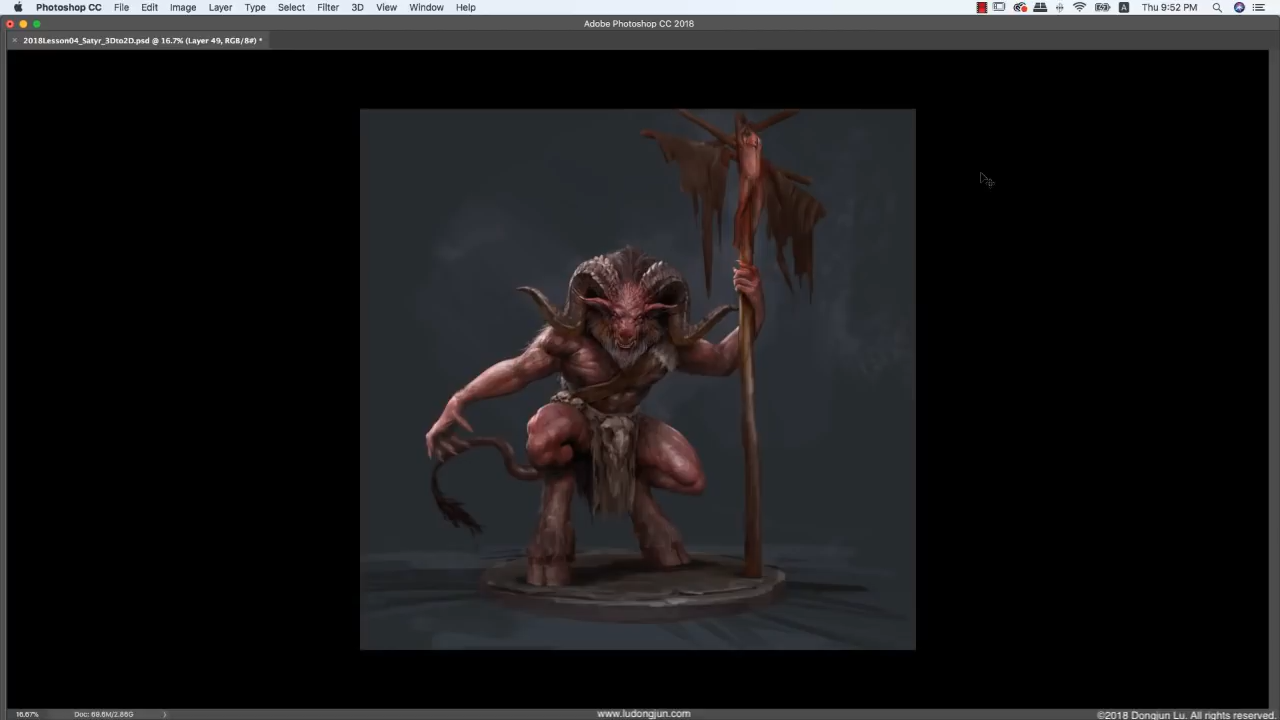 Photoshop CC File Edit Image Layer Type Select Filter 3D View Window Help
A Thu 9:52 PM
Adobe Photoshop CC 2018
2018Lesson04_Satyr_3Dto2D.psd @ 16.7% (Layer 49, RGB/8#) *
16.67% Doc: 69.6M/2.86G
www.ludongjun.com
©2018 Dongjun Lu. All rights reserved.